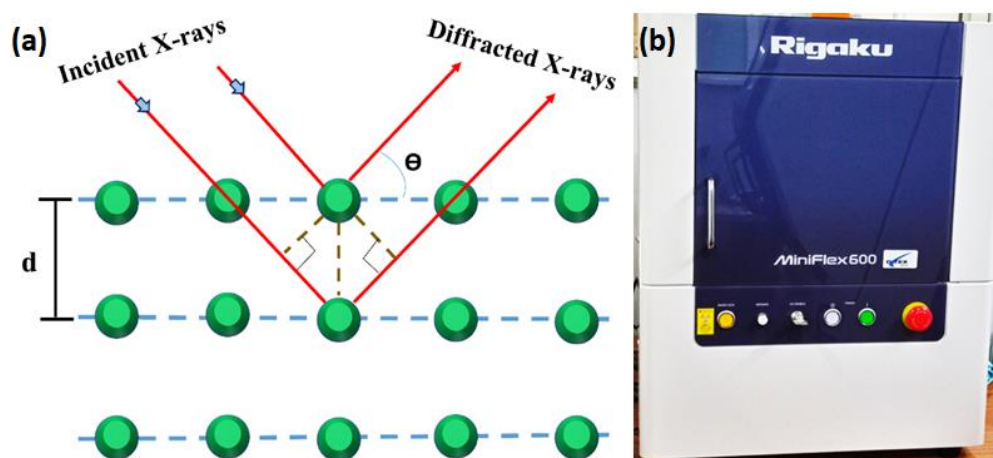 (a)
Incident X-rays
Diffracted X-rays
ɵ
d
(b)
Rigaku
MiniFlex600